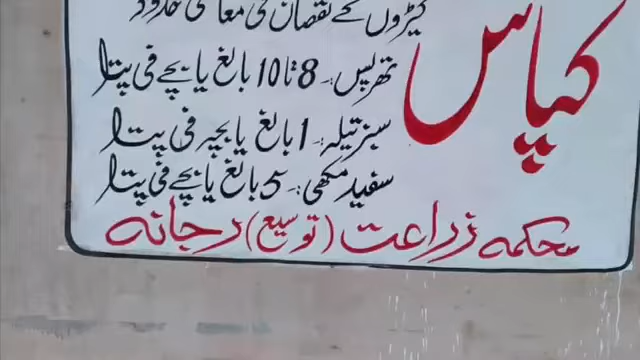 کپاس
کیڑوں کے نقصان کی معاشی حدود
تھرپس:۔ 8 تا 10 بالغ یا بچے فی پتا
سبز تیلہ:۔ 1 بالغ یا بچہ فی پتا
سفید مکھی:۔ 5 بالغ یا بچے فی پتا
محکمہ زراعت (توسیع) رجانہ